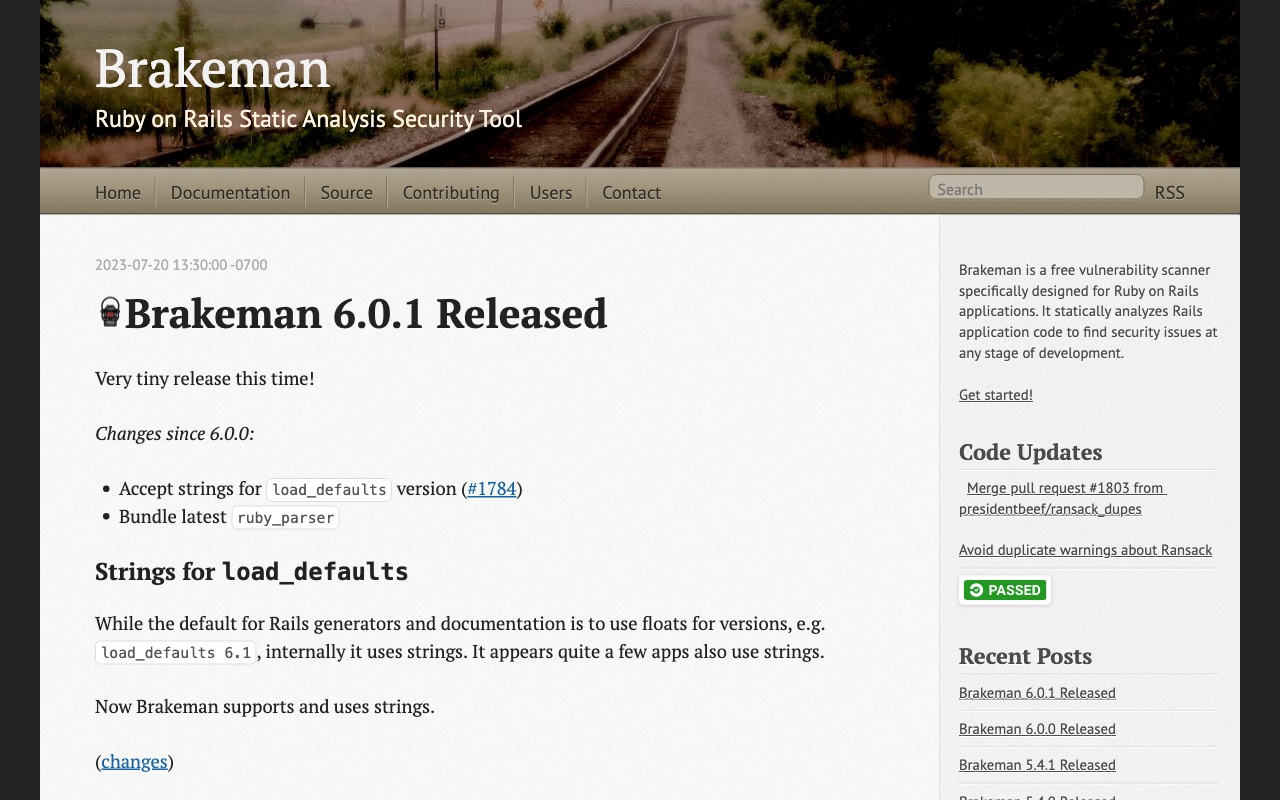 Brakeman
Ruby on Rails Static Analysis Security Tool
Home
Documentation
Source
Contributing
Users
Contact
Search
RSS
2023-07-20 13:30:00 -0700
Brakeman 6.0.1 Released
Very tiny release this time!
Changes since 6.0.0:
• Accept strings for load_defaults version (#1784)
• Bundle latest ruby_parser
Strings for load_defaults
While the default for Rails generators and documentation is to use floats for versions, e.g.
load_defaults 6.1, internally it uses strings. It appears quite a few apps also use strings.
Now Brakeman supports and uses strings.
(changes)
Brakeman is a free vulnerability scanner
specifically designed for Ruby on Rails
applications. It statically analyzes Rails
application code to find security issues at
any stage of development.
Get started!
Code Updates
Merge pull request #1803 from
presidentbeef/ransack_dupes
Avoid duplicate warnings about Ransack
PASSED
Recent Posts
Brakeman 6.0.1 Released
Brakeman 6.0.0 Released
Brakeman 5.4.1 Released